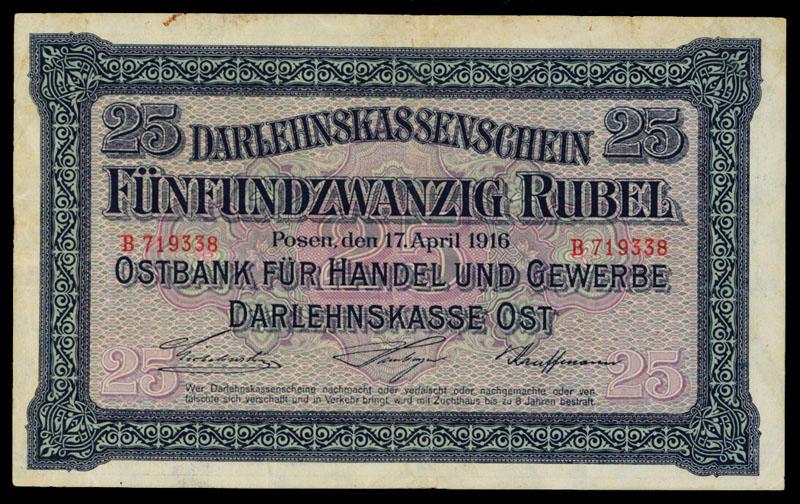 25 DARLEHNSKASSENSCHEIN 25
FÜNFUNDZWANZIG RUBEL
Posen, den 17. April 1916
B 719338 B 719338
OSTBANK FÜR HANDEL UND GEWERBE
DARLEHNSKASSE OST
Kauffmann
25 25
Wer Darlehnskassenscheine nachmacht oder verfälscht oder nachgemachte oder ver-
fälschte sich verschafft und in Verkehr bringt, wird mit Zuchthaus bis zu 8 Jahren bestraft.